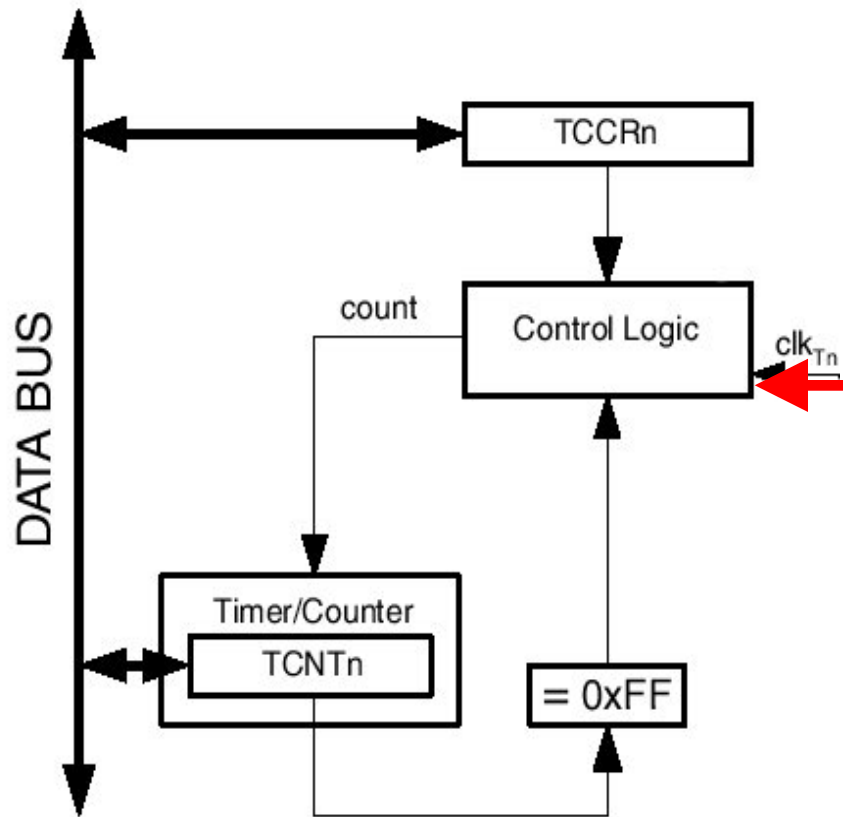 TCCRn
count
Control Logic
clkTn
DATA BUS
Timer/Counter
TCNTn
= 0xFF